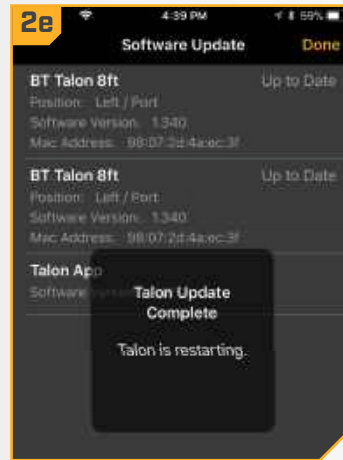 2e
4:39 PM 59%
Software Update Done
BT Talon 8ft Up to Date
Position: Left / Port
Software Version: 1.340
Mac Address: 98:07:2d:4a:ec:3f
BT Talon 8ft Up to Date
Position: Left / Port
Software Version: 1.340
Mac Address: 98:07:2d:4a:ec:3f
Talon App
Software
Talon Update
Complete
Talon is restarting.